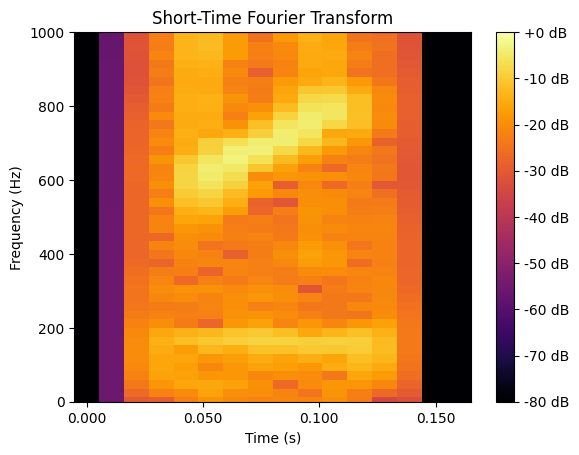 Short-Time Fourier Transform
1000
800
600
400
200
0
Frequency (Hz)
0.000
0.050
0.100
0.150
Time (s)
+0 dB
-10 dB
-20 dB
-30 dB
-40 dB
-50 dB
-60 dB
-70 dB
-80 dB